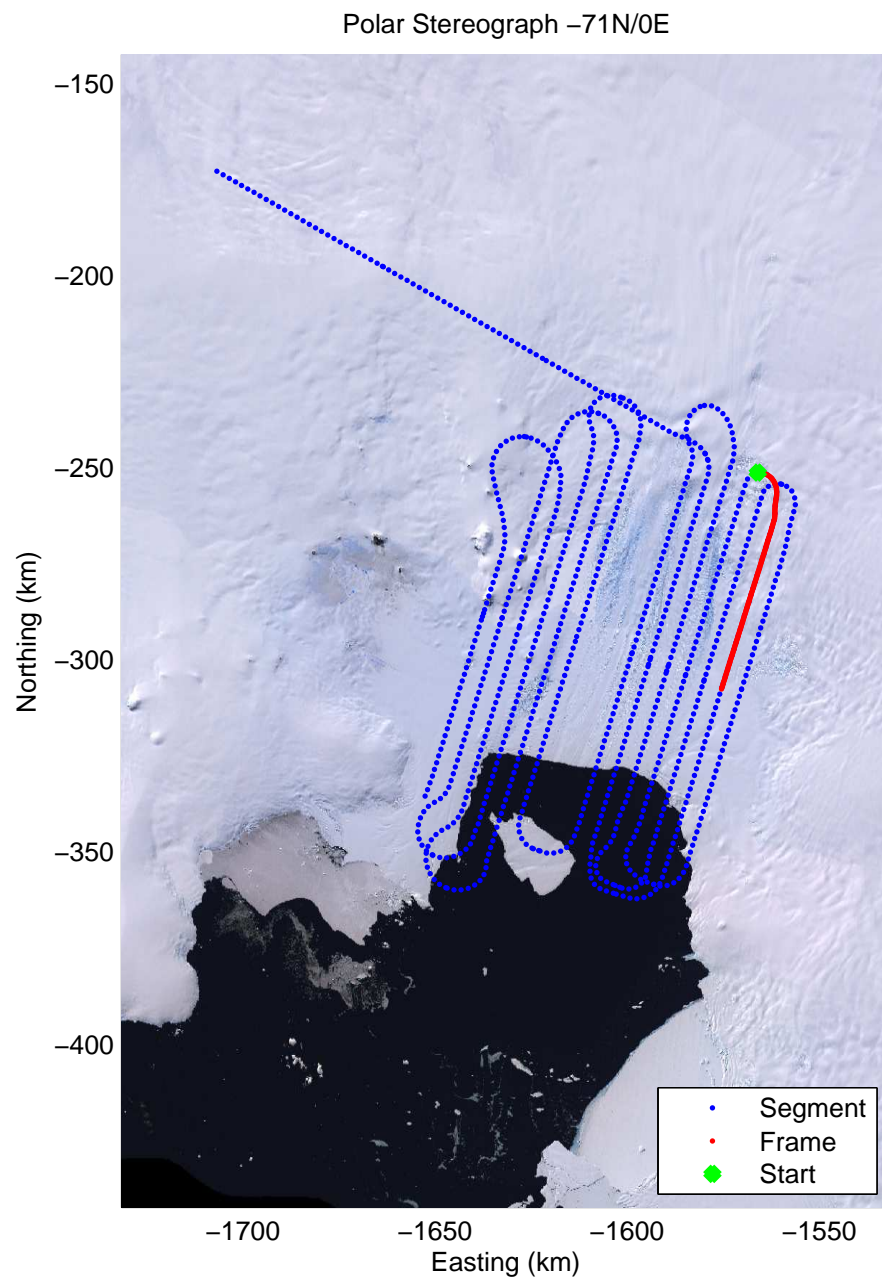 Polar Stereograph −71N/0E
−150
−200
−250
−300
−350
−400
Northing (km)
−1700
−1650
−1600
−1550
Easting (km)
Segment
Frame
Start